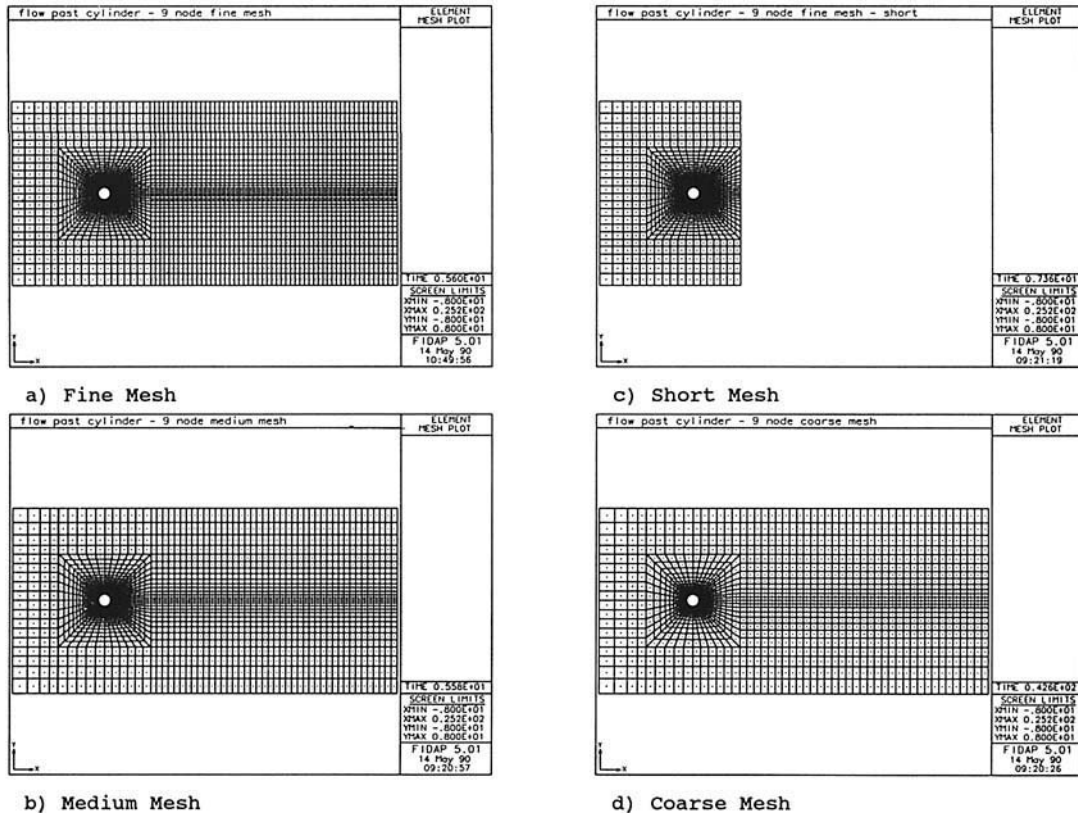 flow past cylinder - 9 node fine mesh
ELEMENT
MESH PLOT
TIME 0.560E+01
SCREEN LIMITS
XMIN -.800E+01
XMAX 0.252E+02
YMIN -.800E+01
YMAX 0.800E+01
FIDAP 5.01
14 May 90
10:49:56
Y
X
a) Fine Mesh
flow past cylinder - 9 node fine mesh - short
ELEMENT
MESH PLOT
TIME 0.736E+01
SCREEN LIMITS
XMIN -.800E+01
XMAX 0.252E+02
YMIN -.800E+01
YMAX 0.800E+01
FIDAP 5.01
14 May 90
09:21:19
Y
X
c) Short Mesh
flow past cylinder - 9 node medium mesh
ELEMENT
MESH PLOT
TIME 0.558E+01
SCREEN LIMITS
XMIN -.800E+01
XMAX 0.252E+02
YMIN -.800E+01
YMAX 0.800E+01
FIDAP 5.01
14 May 90
09:20:57
Y
X
b) Medium Mesh
flow past cylinder - 9 node coarse mesh
ELEMENT
MESH PLOT
TIME 0.426E+02
SCREEN LIMITS
XMIN -.800E+01
XMAX 0.252E+02
YMIN -.800E+01
YMAX 0.800E+01
FIDAP 5.01
14 May 90
09:20:26
Y
X
d) Coarse Mesh